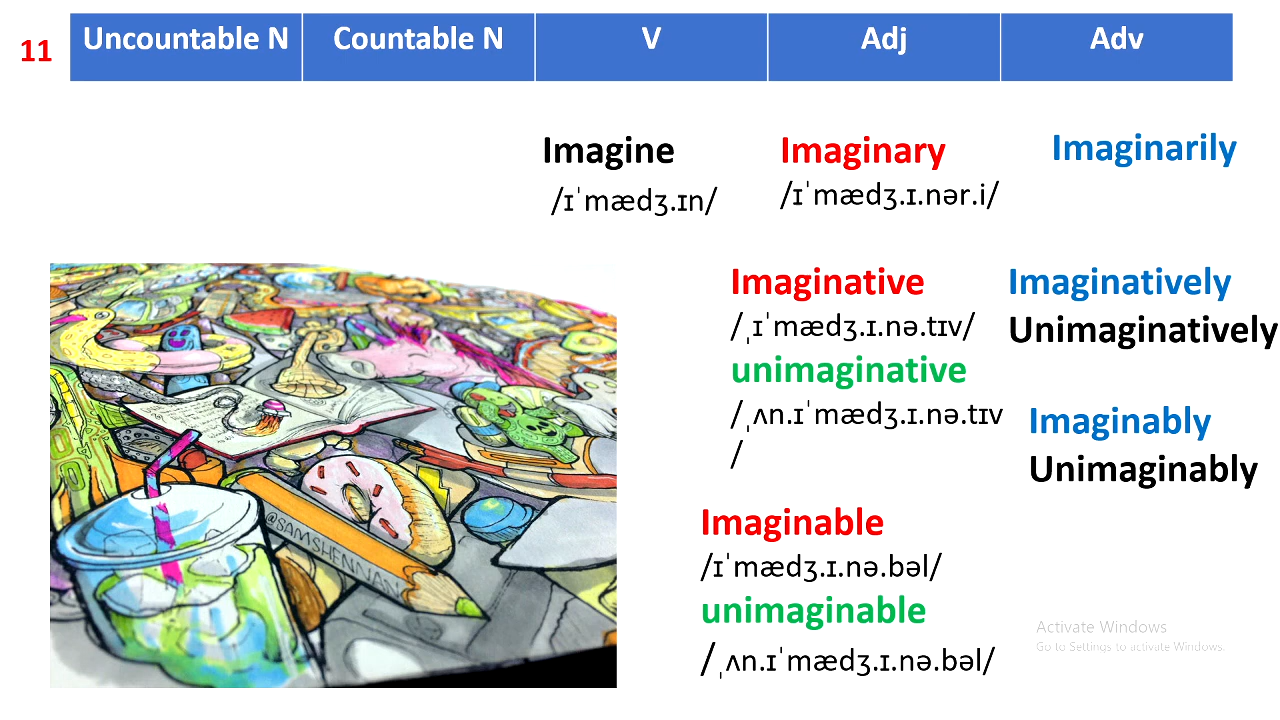 11
Uncountable N Countable N V Adj Adv
Imagine Imaginary Imaginarily
/ɪˈmædʒ.ɪn/ /ɪˈmædʒ.ɪ.nər.i/
Imaginative Imaginatively
/ˌɪˈmædʒ.ɪ.nə.tɪv/ Unimaginatively
unimaginative
/ˌʌn.ɪˈmædʒ.ɪ.nə.tɪv Imaginably
/
Unimaginably
Imaginable
/ɪˈmædʒ.ɪ.nə.bəl/
unimaginable
/ˌʌn.ɪˈmædʒ.ɪ.nə.bəl/
@SAMSHENNAN
Activate Windows
Go to Settings to activate Windows.